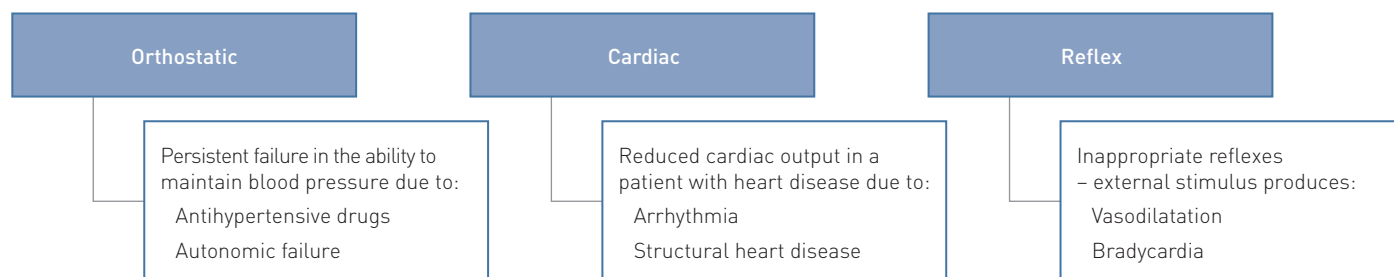 Orthostatic
Persistent failure in the ability to
maintain blood pressure due to:
Antihypertensive drugs
Autonomic failure
Cardiac
Reduced cardiac output in a
patient with heart disease due to:
Arrhythmia
Structural heart disease
Reflex
Inappropriate reflexes
– external stimulus produces:
Vasodilatation
Bradycardia